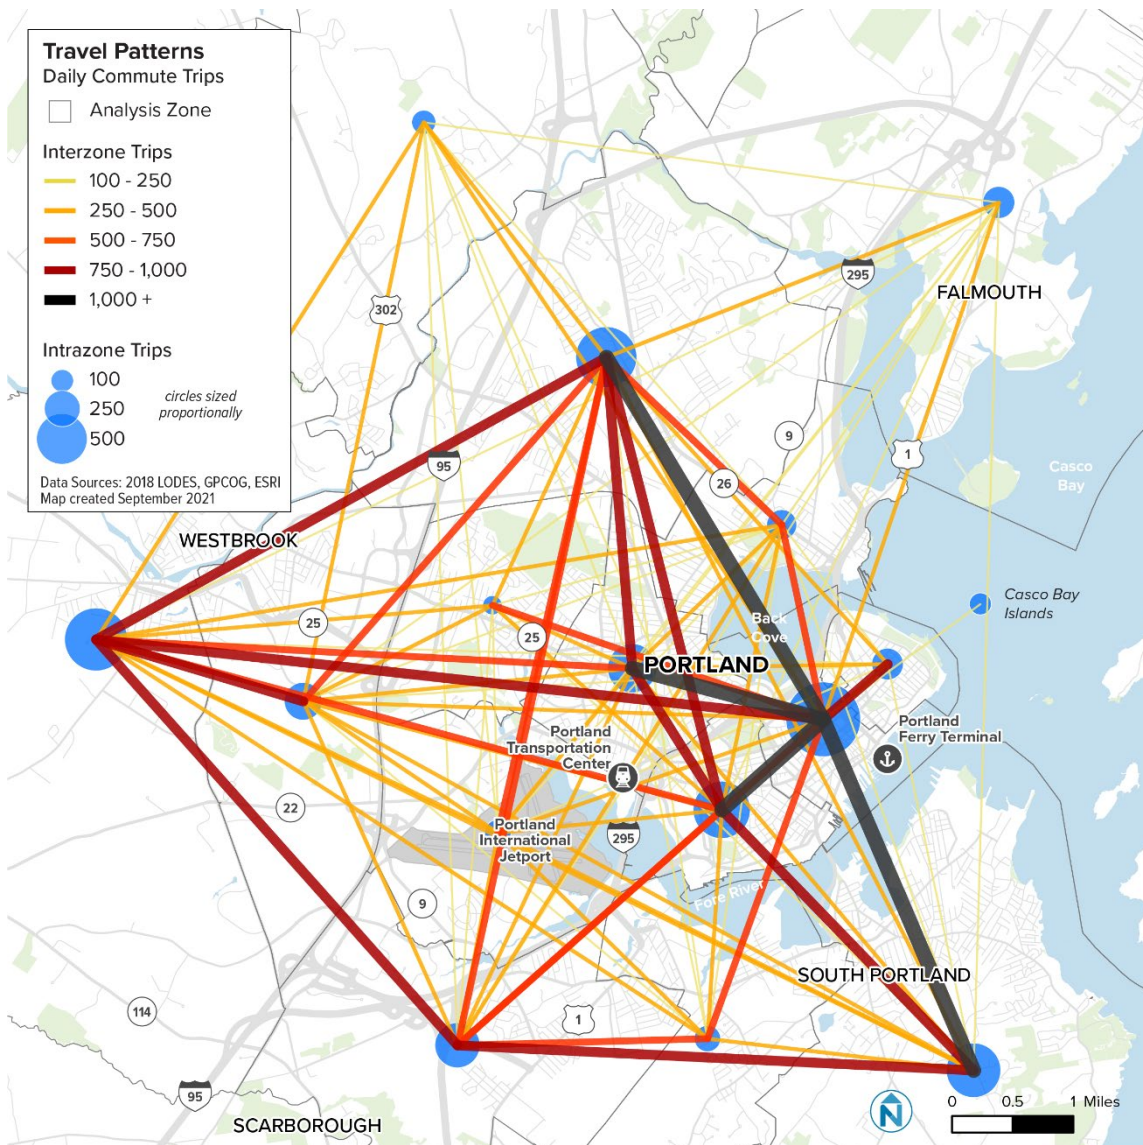 Travel Patterns
Daily Commute Trips
Analysis Zone
Interzone Trips
100 - 250
250 - 500
500 - 750
750 - 1,000
1,000 +
Intrazone Trips
100
250
500
circles sized
proportionally
Data Sources: 2018 LODES, GPCOG, ESRI
Map created September 2021
302
295
FALMOUTH
95
9
1
26
Casco
Bay
WESTBROOK
25
25
Back
Cove
Casco Bay
Islands
PORTLAND
Portland
Transportation
Center
Portland
Ferry Terminal
22
Portland
International
Jetport
295
9
Fore River
SOUTH PORTLAND
114
1
95
SCARBOROUGH
N
0 0.5 1 Miles